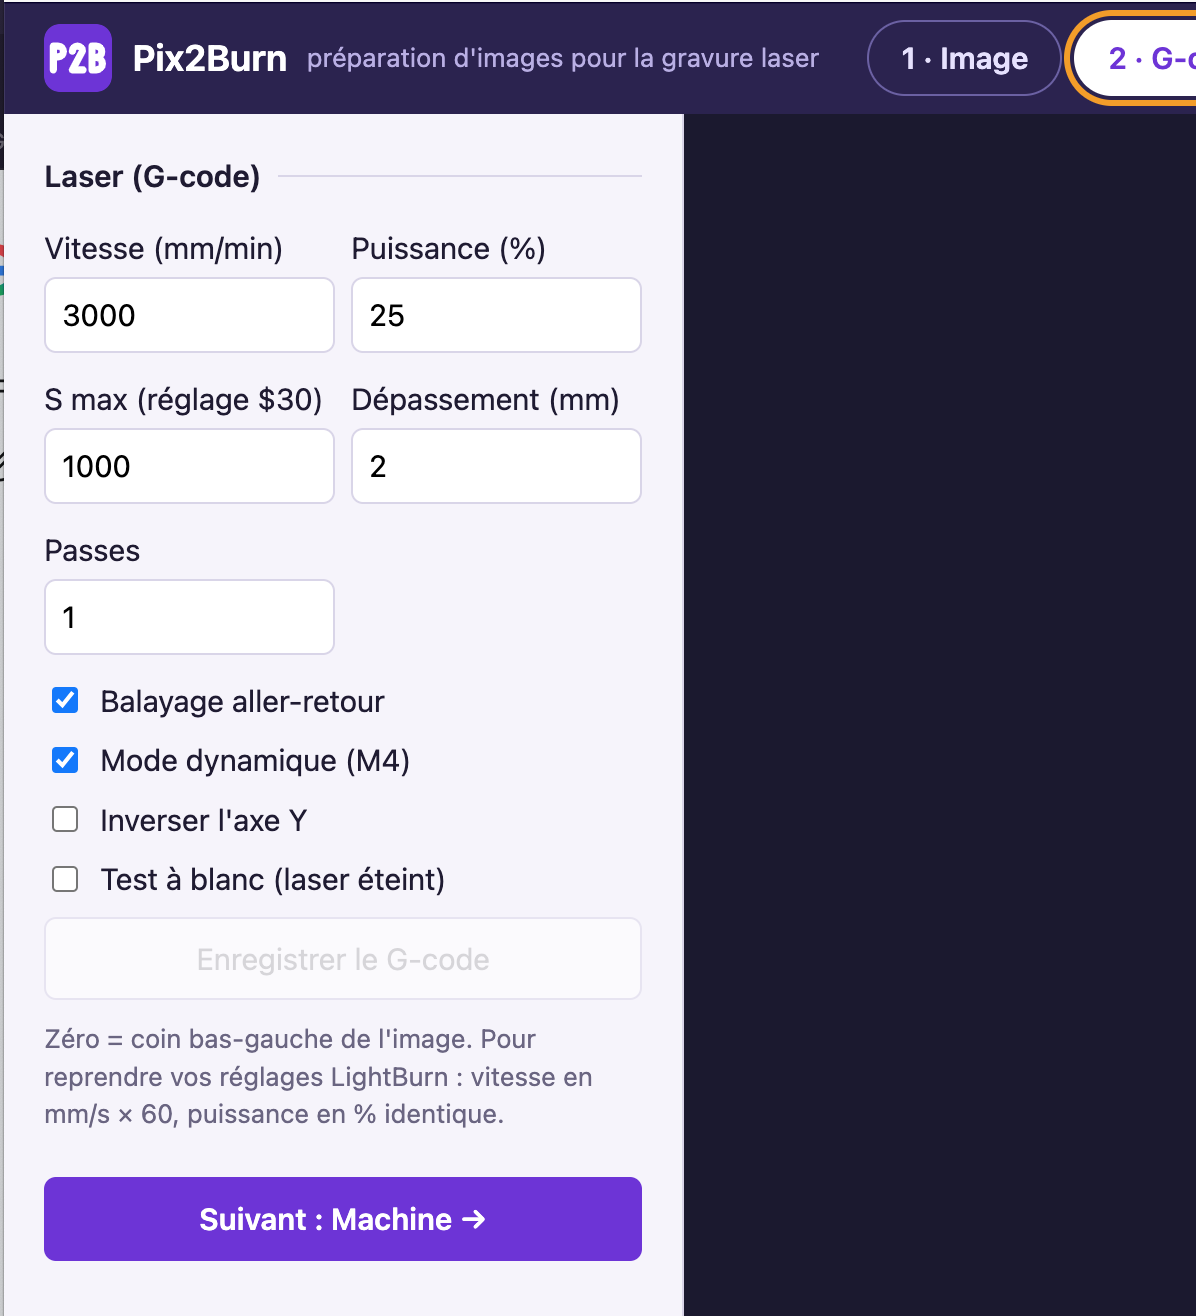 P2B Pix2Burn préparation d'images pour la gravure laser 1 · Image 2 · G-c
Laser (G-code)
Vitesse (mm/min) Puissance (%)
3000 25
S max (réglage $30) Dépassement (mm)
1000 2
Passes
1
Balayage aller-retour
Mode dynamique (M4)
Inverser l'axe Y
Test à blanc (laser éteint)
Enregistrer le G-code
Zéro = coin bas-gauche de l'image. Pour
reprendre vos réglages LightBurn : vitesse en
mm/s × 60, puissance en % identique.
Suivant : Machine →